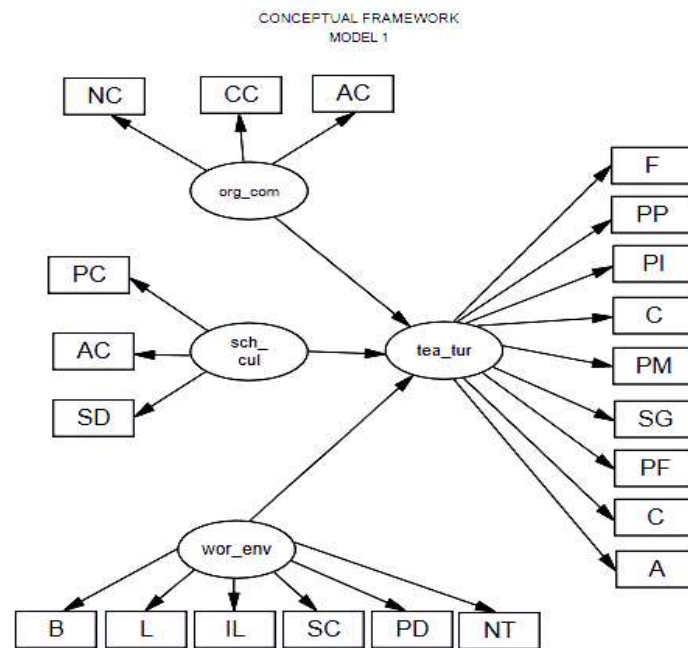 CONCEPTUAL FRAMEWORK
MODEL 1
NC
CC
AC
org_com
F
PP
PI
C
PM
SG
PF
C
A
PC
AC
SD
sch_
cul
tea_tur
wor_env
B
L
IL
SC
PD
NT